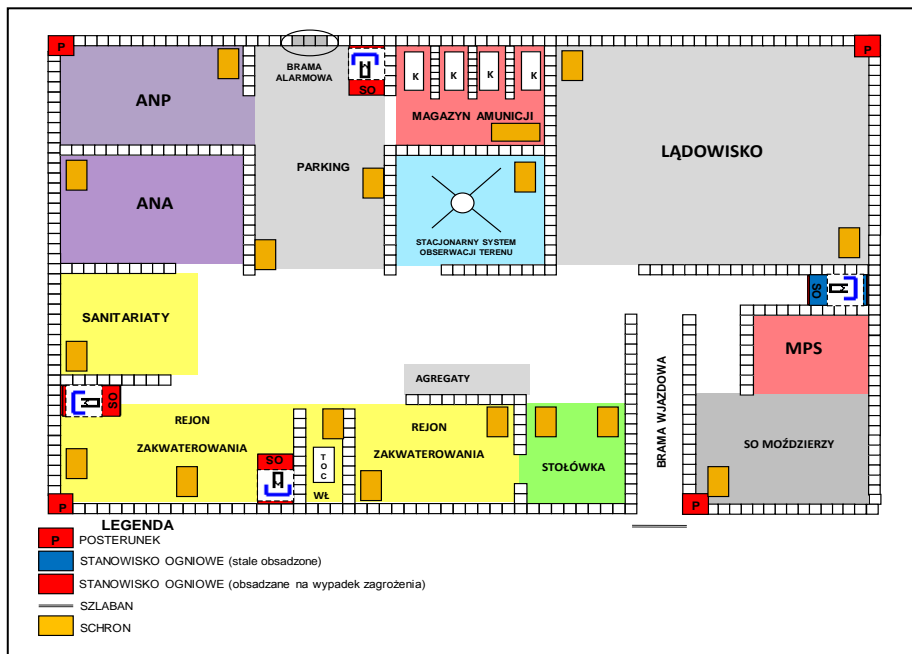 P
P
BRAMA
ALARMOWA
SO
K
K
K
K
ANP
MAGAZYN AMUNICJI
LĄDOWISKO
PARKING
ANA
STACJONARNY SYSTEM
OBSERWACJI TERENU
SO
SANITARIATY
MPS
AGREGATY
BRAMA WJAZDOWA
SO
REJON
ZAKWATEROWANIA
SO
TOC
WŁ
REJON
ZAKWATEROWANIA
STOŁÓWKA
SO MOŹDZIERZY
P
P
LEGENDA
P POSTERUNEK
STANOWISKO OGNIOWE (stale obsadzone)
STANOWISKO OGNIOWE (obsadzane na wypadek zagrożenia)
SZLABAN
SCHRON